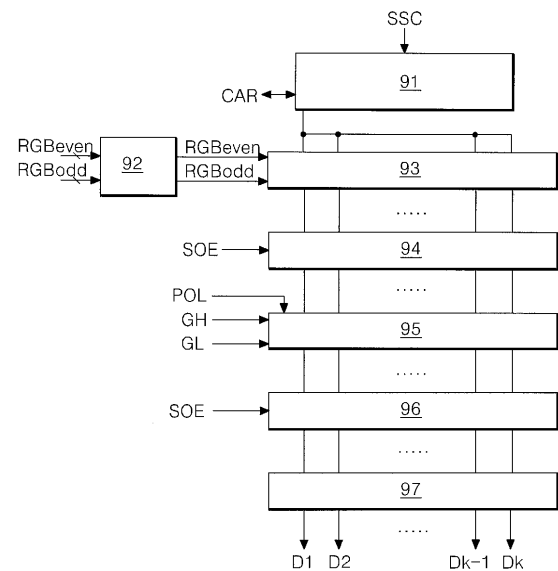 SSC
91
CAR
RGBeven
RGBodd
92
RGBeven
RGBodd
93
.....
SOE
94
.....
POL
GH
GL
95
.....
SOE
96
.....
97
.....
D1 D2 Dk-1 Dk